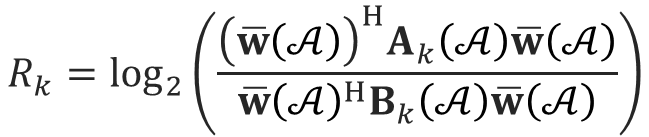 R_k = log_2 ( (w̅(𝒜))^H A_k(𝒜) w̅(𝒜) / w̅(𝒜)^H B_k(𝒜) w̅(𝒜) )